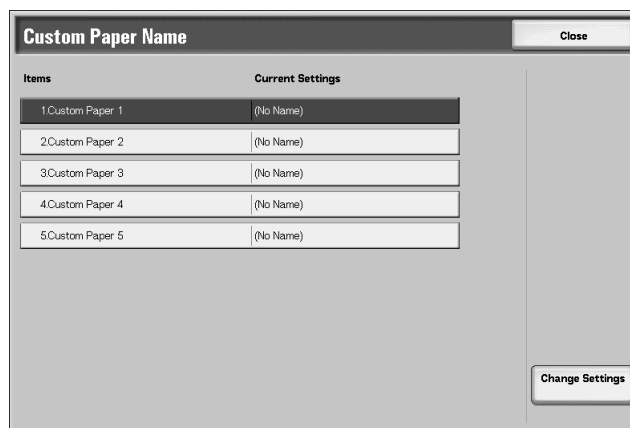 Custom Paper Name
Close
Items Current Settings
1.Custom Paper 1 (No Name)
2.Custom Paper 2 (No Name)
3.Custom Paper 3 (No Name)
4.Custom Paper 4 (No Name)
5.Custom Paper 5 (No Name)
Change Settings